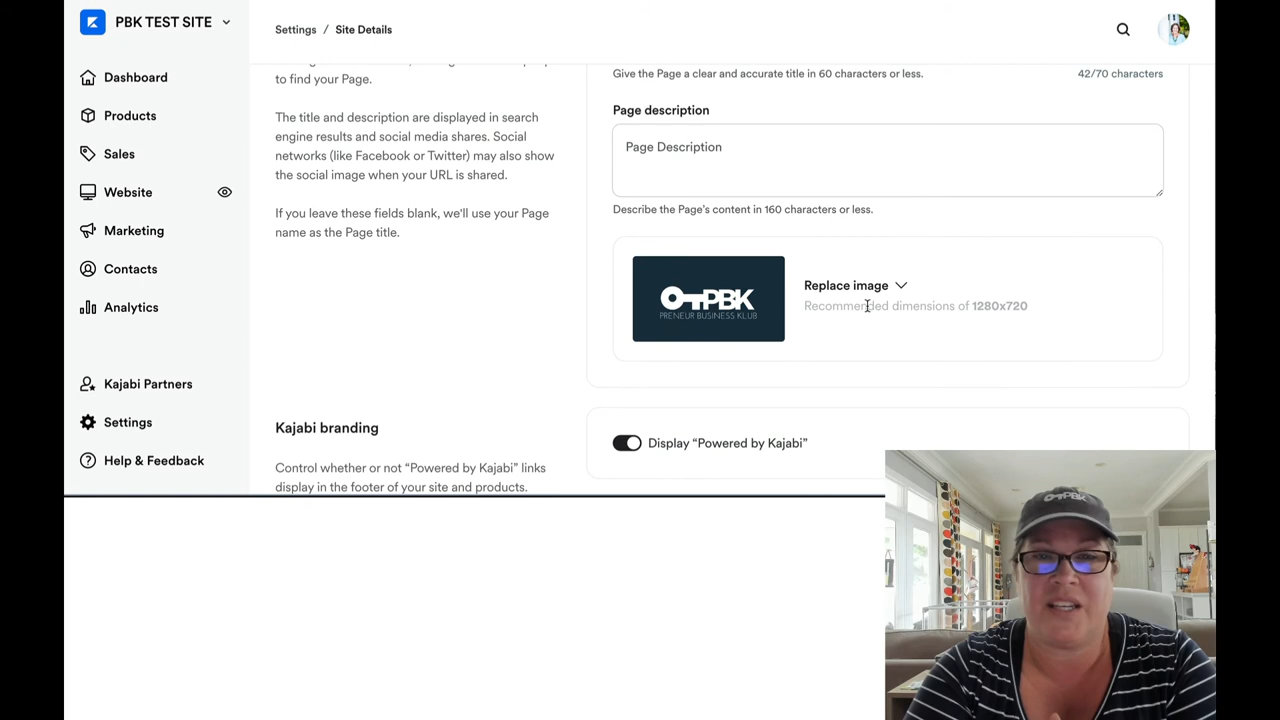 PBK TEST SITE
Settings / Site Details
Dashboard
Products
Sales
Website
Marketing
Contacts
Analytics
Kajabi Partners
Settings
Help & Feedback
to find your Page.
The title and description are displayed in search
engine results and social media shares. Social
networks (like Facebook or Twitter) may also show
the social image when your URL is shared.
If you leave these fields blank, we'll use your Page
name as the Page title.
Give the Page a clear and accurate title in 60 characters or less.
42/70 characters
Page description
Page Description
Describe the Page's content in 160 characters or less.
PBK
PRENEUR BUSINESS KLUB
Replace image
Recommended dimensions of 1280x720
Kajabi branding
Control whether or not “Powered by Kajabi” links
display in the footer of your site and products.
Display “Powered by Kajabi”
PBK